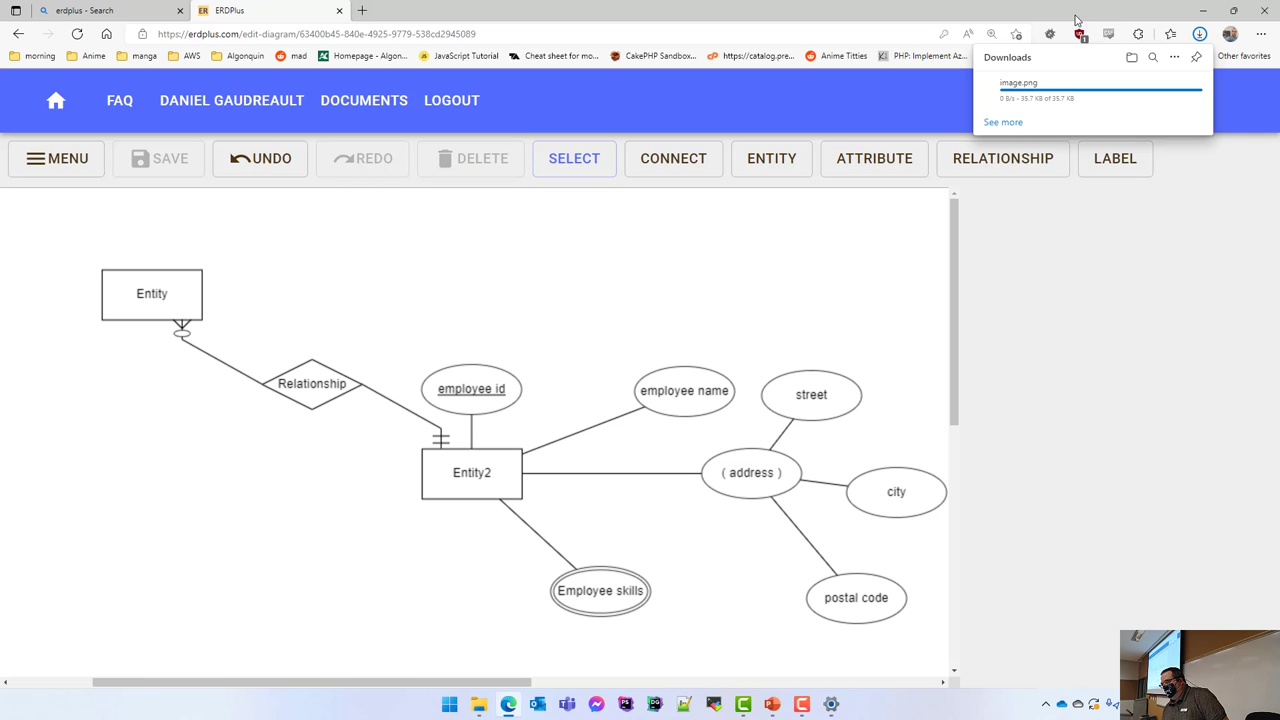 erdplus - Search
ER ERDPlus
https://erdplus.com/edit-diagram/63400b45-840e-4925-9779-538cd2945089
morning
Anime
AWS
Algonquin
mad
Homepage - Algon...
JavaScript Tutorial
Cheat sheet for mo...
CakePHP Sandbox...
https://catalog.pre...
Anime Titties
PHP: Implement Az...
Other favorites
Downloads
image.png
0 B/s - 35.7 KB of 35.7 KB
See more
FAQ
DANIEL GAUDREAULT
DOCUMENTS
LOGOUT
MENU
SAVE
UNDO
REDO
DELETE
SELECT
CONNECT
ENTITY
ATTRIBUTE
RELATIONSHIP
LABEL
Entity
Relationship
employee id
employee name
street
Entity2
( address )
city
Employee skills
postal code